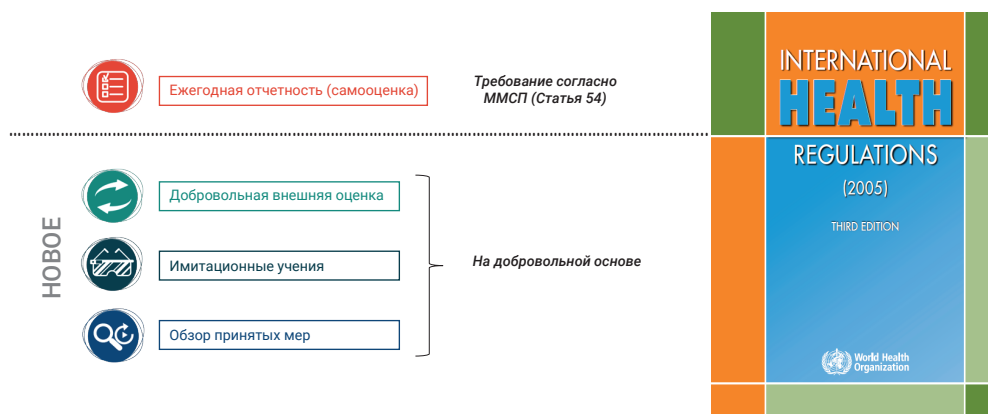 Ежегодная отчетность (самооценка)
Требование согласно
ММСП (Статья 54)
НОВОЕ
Добровольная внешняя оценка
Имитационные учения
Обзор принятых мер
На добровольной основе
INTERNATIONAL
HEALTH
REGULATIONS
(2005)
THIRD EDITION
World Health
Organization